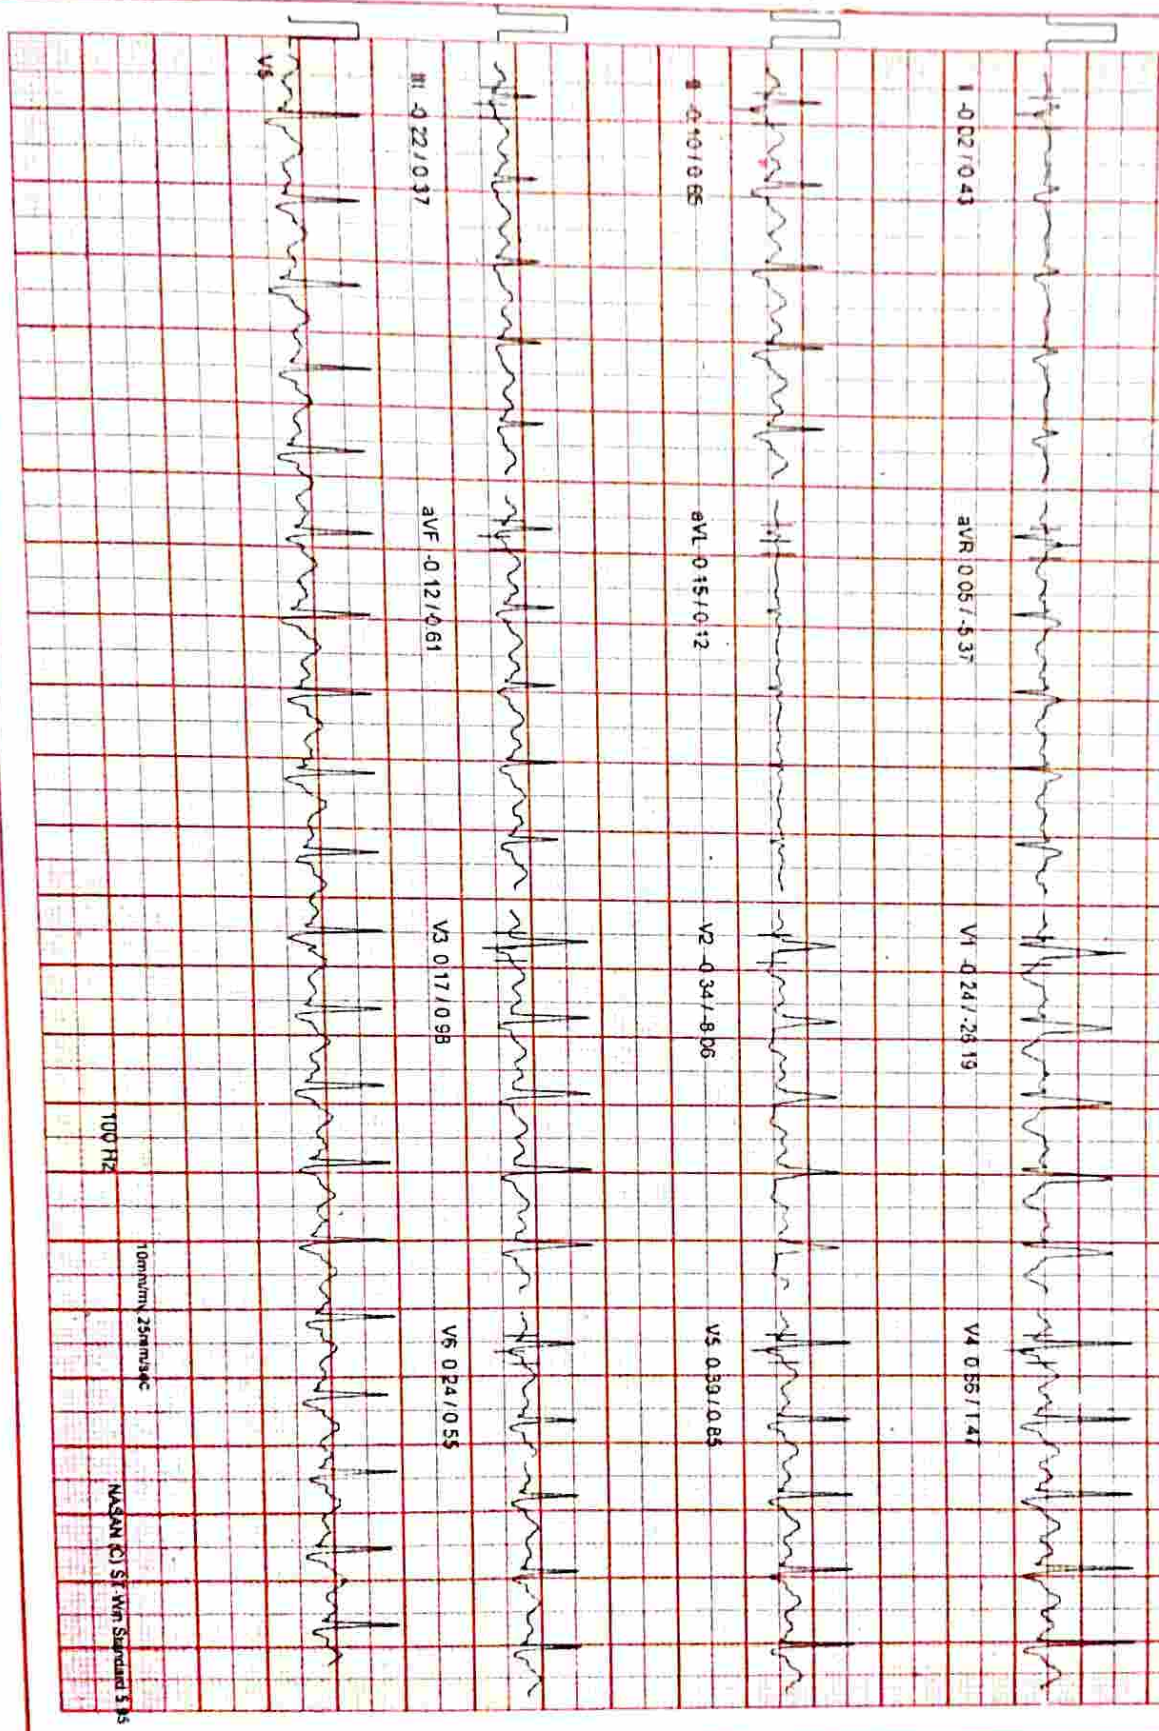 I -0.02 / 0.43
aVR 0.05 / -5.37
V1 -0.24 / -26.19
V4 0.56 / 1.47
II -0.10 / 0.65
aVL 0.15 / 0.12
V2 -0.34 / -8.06
V5 0.39 / 0.85
III -0.22 / 0.37
aVF -0.12 / 0.61
V3 0.17 / 0.98
V6 0.24 / 0.55
V5
100 Hz
10mm/mv, 25mm/sec
NASAN (C) ST-Win Standard 5.95